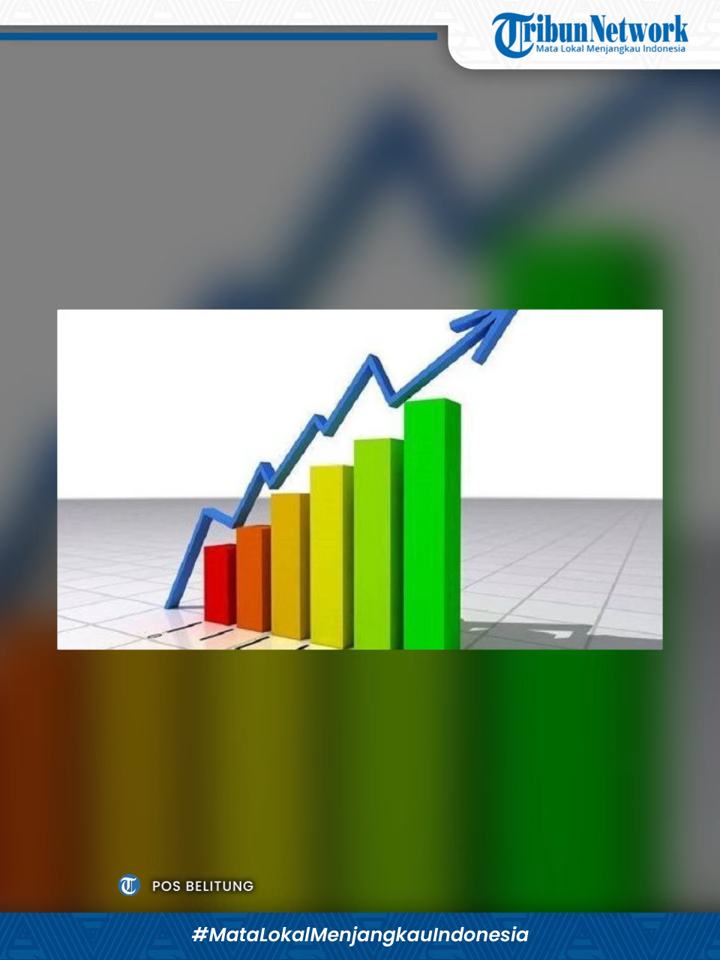 TribunNetwork
Mata Lokal Menjangkau Indonesia
POS BELITUNG
#MataLokalMenjangkauIndonesia